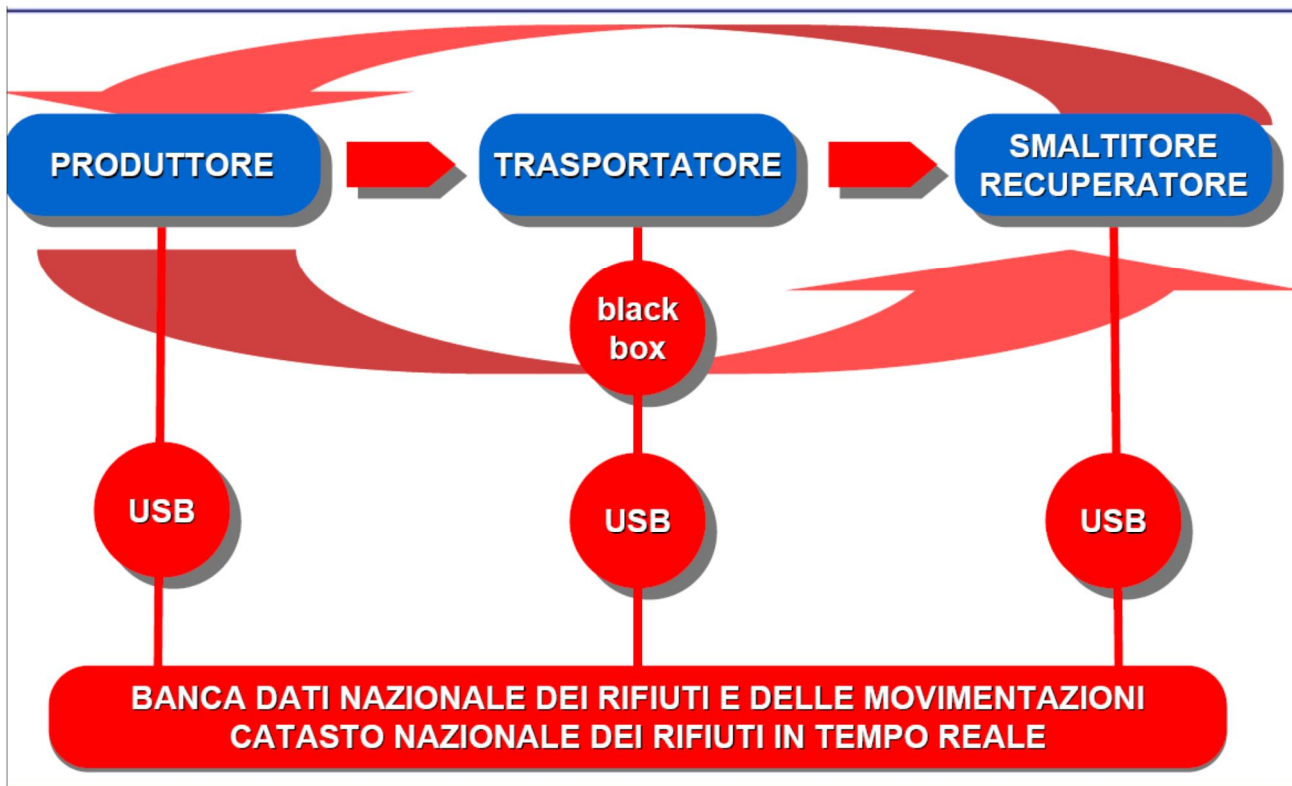 PRODUTTORE
TRASPORTATORE
SMALTITORE
RECUPERATORE
black
box
USB
USB
USB
BANCA DATI NAZIONALE DEI RIFIUTI E DELLE MOVIMENTAZIONI
CATASTO NAZIONALE DEI RIFIUTI IN TEMPO REALE